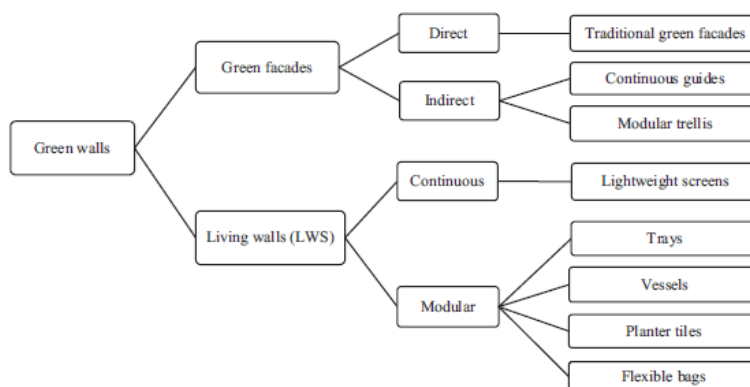 Green walls
Green facades
Direct
Traditional green facades
Indirect
Continuous guides
Modular trellis
Living walls (LWS)
Continuous
Lightweight screens
Modular
Trays
Vessels
Planter tiles
Flexible bags